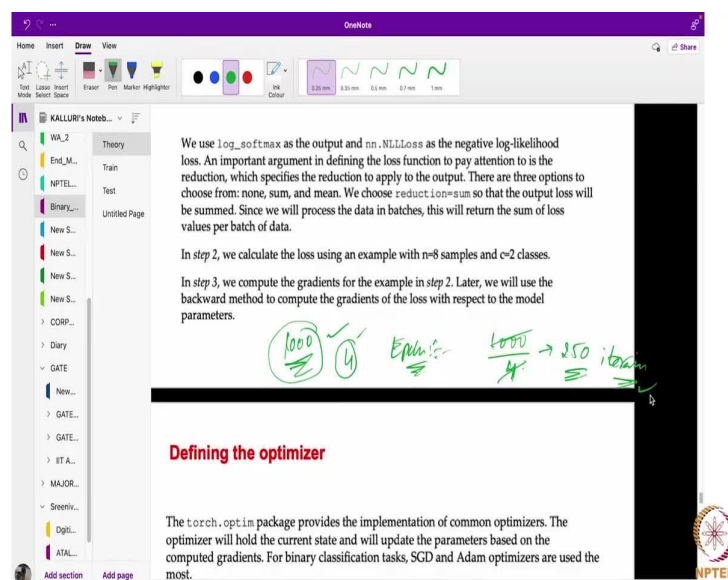 OneNote
Home Insert Draw View
Share
Text Mode
Lasso Select
Insert Space
Eraser
Pen
Marker
Highlighter
Ink Colour
0.25 mm
0.35 mm
0.5 mm
0.7 mm
1 mm
KALLURI's Noteb...
WA_2
End_M...
NPTEL...
Binary_...
New S...
New S...
New S...
New S...
CORP...
Diary
GATE
New...
GATE...
GATE...
IIT A...
MAJOR...
Sreeniv...
Dgiti...
ATAL...
Add section
Theory
Train
Test
Untitled Page
Add page
We use log_softmax as the output and nn.NLLLoss as the negative log-likelihood
loss. An important argument in defining the loss function to pay attention to is the
reduction, which specifies the reduction to apply to the output. There are three options to
choose from: none, sum, and mean. We choose reduction=sum so that the output loss will
be summed. Since we will process the data in batches, this will return the sum of loss
values per batch of data.
In step 2, we calculate the loss using an example with n=8 samples and c=2 classes.
In step 3, we compute the gradients for the example in step 2. Later, we will use the
backward method to compute the gradients of the loss with respect to the model
parameters.
1000 4 1000/4 → 250
Defining the optimizer
The torch.optim package provides the implementation of common optimizers. The
optimizer will hold the current state and will update the parameters based on the
computed gradients. For binary classification tasks, SGD and Adam optimizers are used the
most.
NPTEL